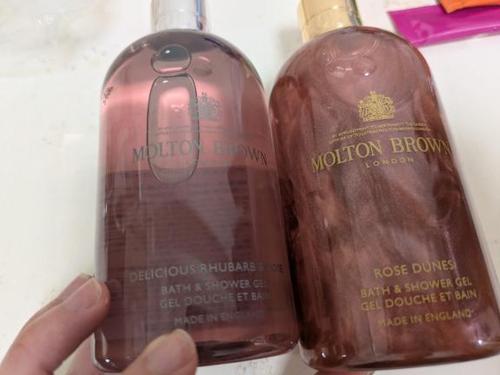 MOLTON BROWN
DELICIOUS RHUBARB &
BATH & SHOWER GEL
GEL DOUCHE ET BAIN
MADE IN ENGLAND
MOLTON BROWN
LONDON
ROSE DUNES
BATH & SHOWER GEL
GEL DOUCHE ET BAIN
MADE IN ENGLAND